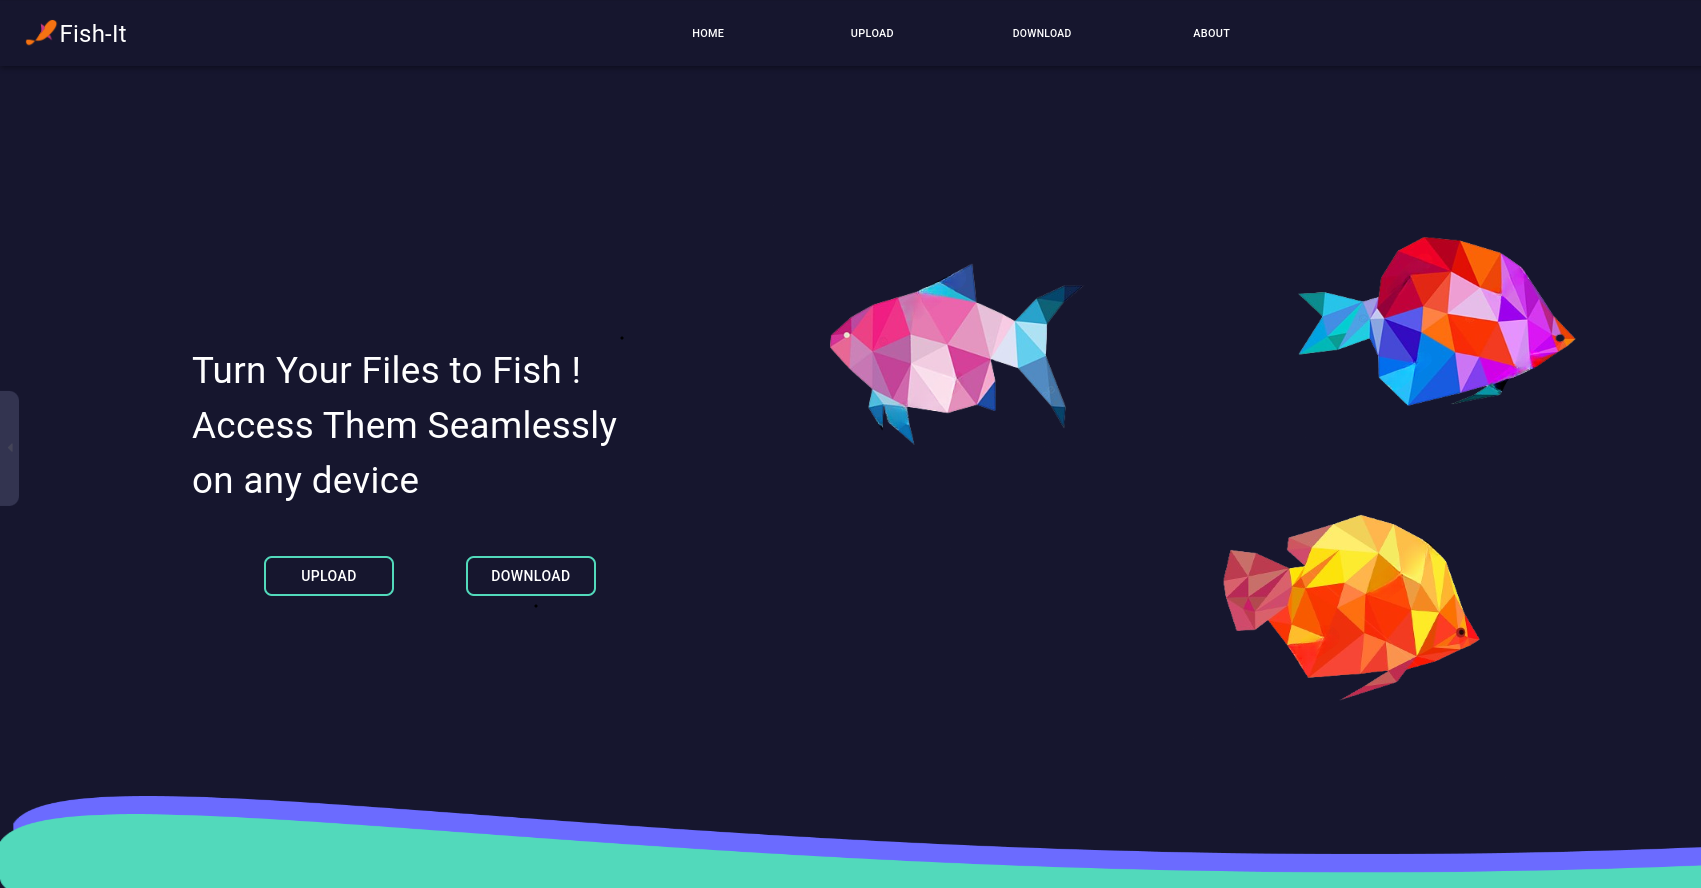 Fish-It
HOME UPLOAD DOWNLOAD ABOUT
Turn Your Files to Fish !
Access Them Seamlessly
on any device
UPLOAD DOWNLOAD